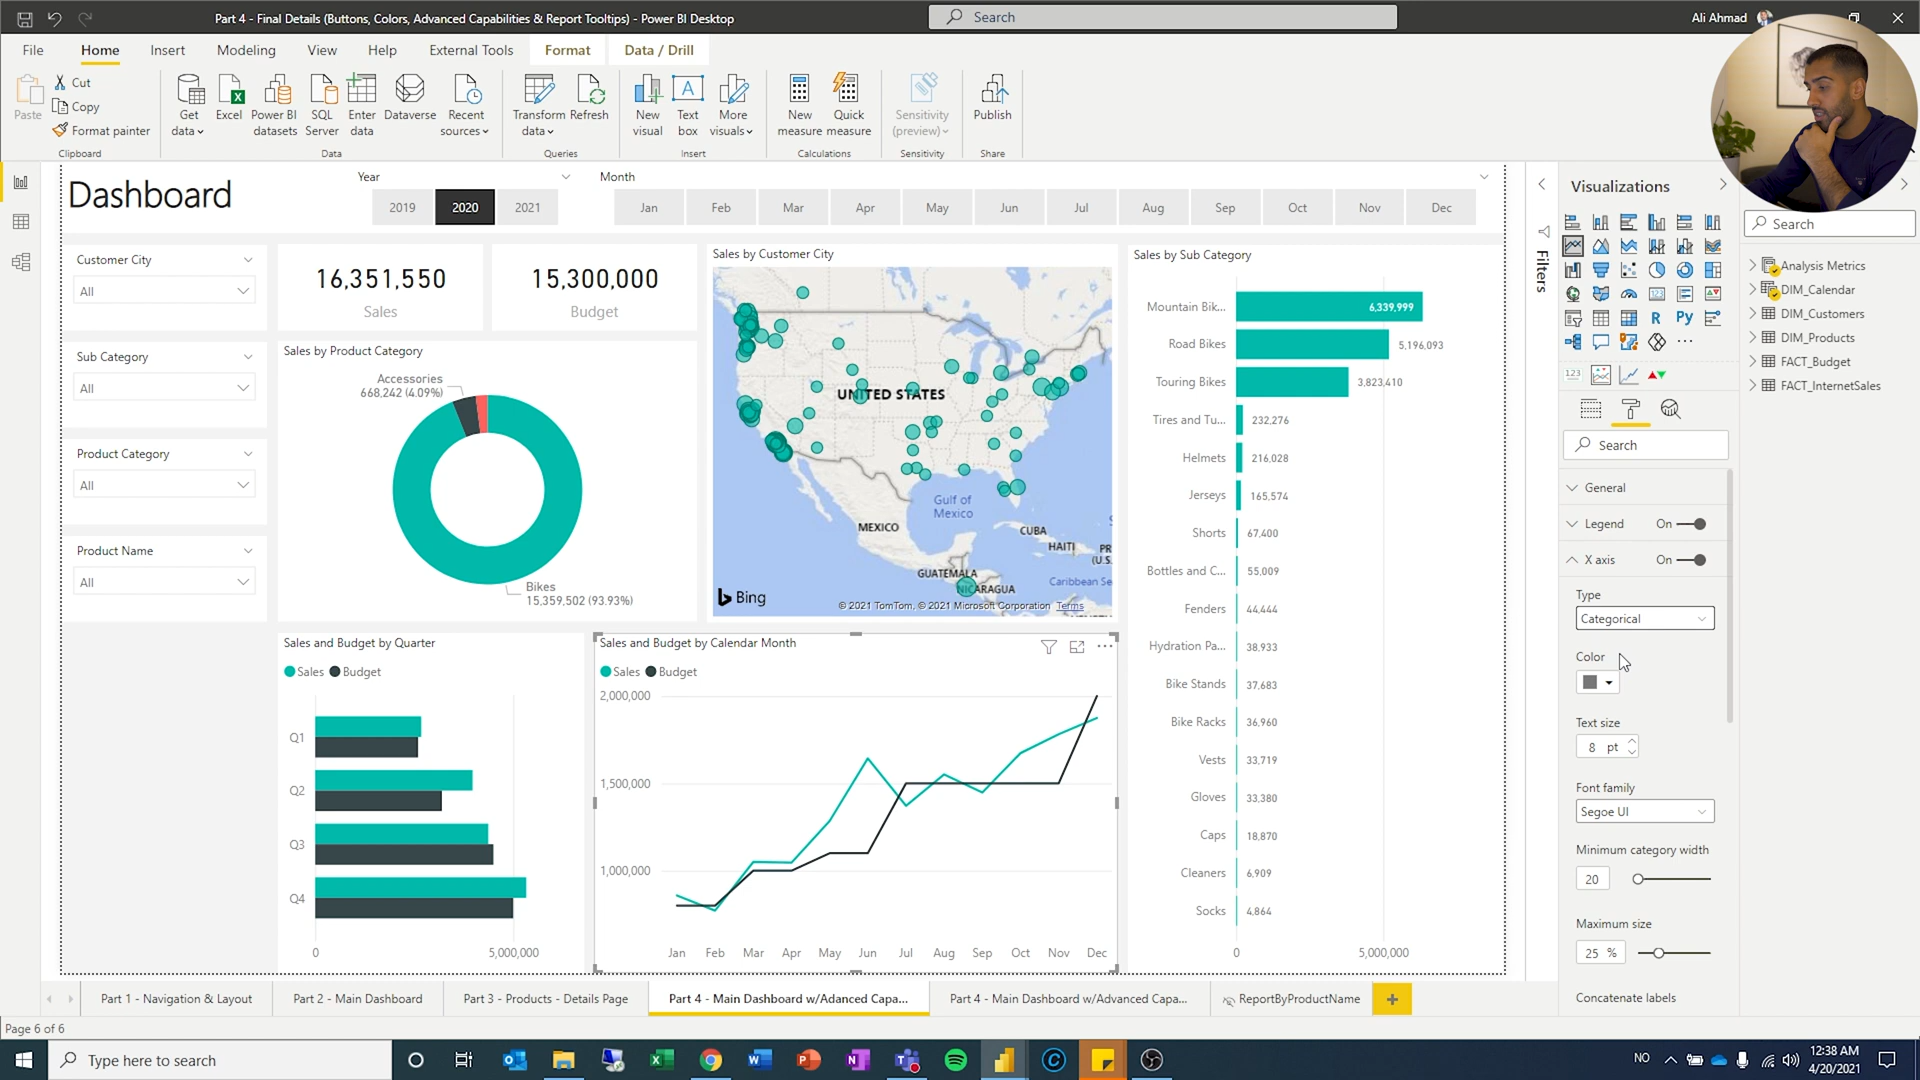 Part 4 - Final Details (Buttons, Colors, Advanced Capabilities & Report Tooltips) - Power BI Desktop
Search
Ali Ahmad
File
Home
Insert
Modeling
View
Help
External Tools
Format
Data / Drill
Paste
Cut
Copy
Format painter
Clipboard
Get data
Excel
Power BI datasets
SQL Server
Enter data
Dataverse
Recent sources
Data
Transform data
Refresh
Queries
New visual
Text box
More visuals
Insert
New measure
Quick measure
Calculations
Sensitivity (preview)
Sensitivity
Publish
Share
Dashboard
Year
2019
2020
2021
Month
Jan
Feb
Mar
Apr
May
Jun
Jul
Aug
Sep
Oct
Nov
Dec
Customer City
All
Sub Category
All
Product Category
All
Product Name
All
16,351,550
Sales
15,300,000
Budget
Sales by Product Category
Accessories
668,242 (4.09%)
Bikes
15,359,502 (93.93%)
Sales by Customer City
UNITED STATES
Gulf of
Mexico
MEXICO
CUBA
HAITI
PR
(U.S.
GUATEMALA
NICARAGUA
Caribbean Se
Bing
© 2021 TomTom, © 2021 Microsoft Corporation Terms
Sales by Sub Category
Mountain Bik... 6,339,999
Road Bikes 5,196,093
Touring Bikes 3,823,410
Tires and Tu... 232,276
Helmets 216,028
Jerseys 165,574
Shorts 67,400
Bottles and C... 55,009
Fenders 44,444
Hydration Pa... 38,933
Bike Stands 37,683
Bike Racks 36,960
Vests 33,719
Gloves 33,380
Caps 18,870
Cleaners 6,909
Socks 4,864
0 5,000,000
Sales and Budget by Quarter
Sales Budget
Q1
Q2
Q3
Q4
0 5,000,000
Sales and Budget by Calendar Month
Sales Budget
2,000,000
1,500,000
1,000,000
Jan Feb Mar Apr May Jun Jul Aug Sep Oct Nov Dec
Filters
Visualizations
R
Py
123
Search
General
Legend On
X axis On
Type
Categorical
Color
Text size
8 pt
Font family
Segoe UI
Minimum category width
20
Maximum size
25 %
Concatenate labels
Search
Analysis Metrics
DIM_Calendar
DIM_Customers
DIM_Products
FACT_Budget
FACT_InternetSales
Part 1 - Navigation & Layout
Part 2 - Main Dashboard
Part 3 - Products - Details Page
Part 4 - Main Dashboard w/Adanced Capa...
Part 4 - Main Dashboard w/Advanced Capa...
ReportByProductName
Page 6 of 6
Type here to search
NO
12:38 AM
4/20/2021